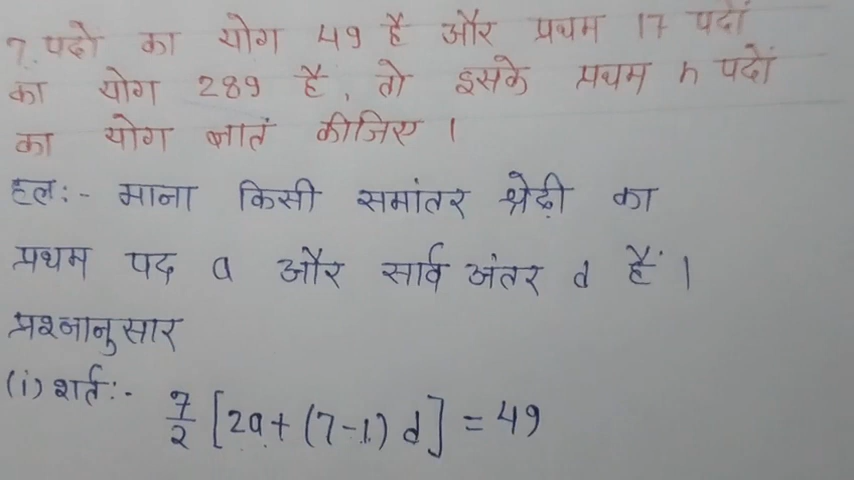 7 पदों का योग 49 है और प्रथम 17 पदों
का योग 289 है, तो इसके प्रथम n पदों
का योग ज्ञात कीजिए ।
हल:- माना किसी समांतर श्रेढ़ी का
प्रथम पद a और सार्व अंतर d हैं ।
प्रश्नानुसार
(i) शर्त:- 7/2 [2a+(7-1) d] = 49